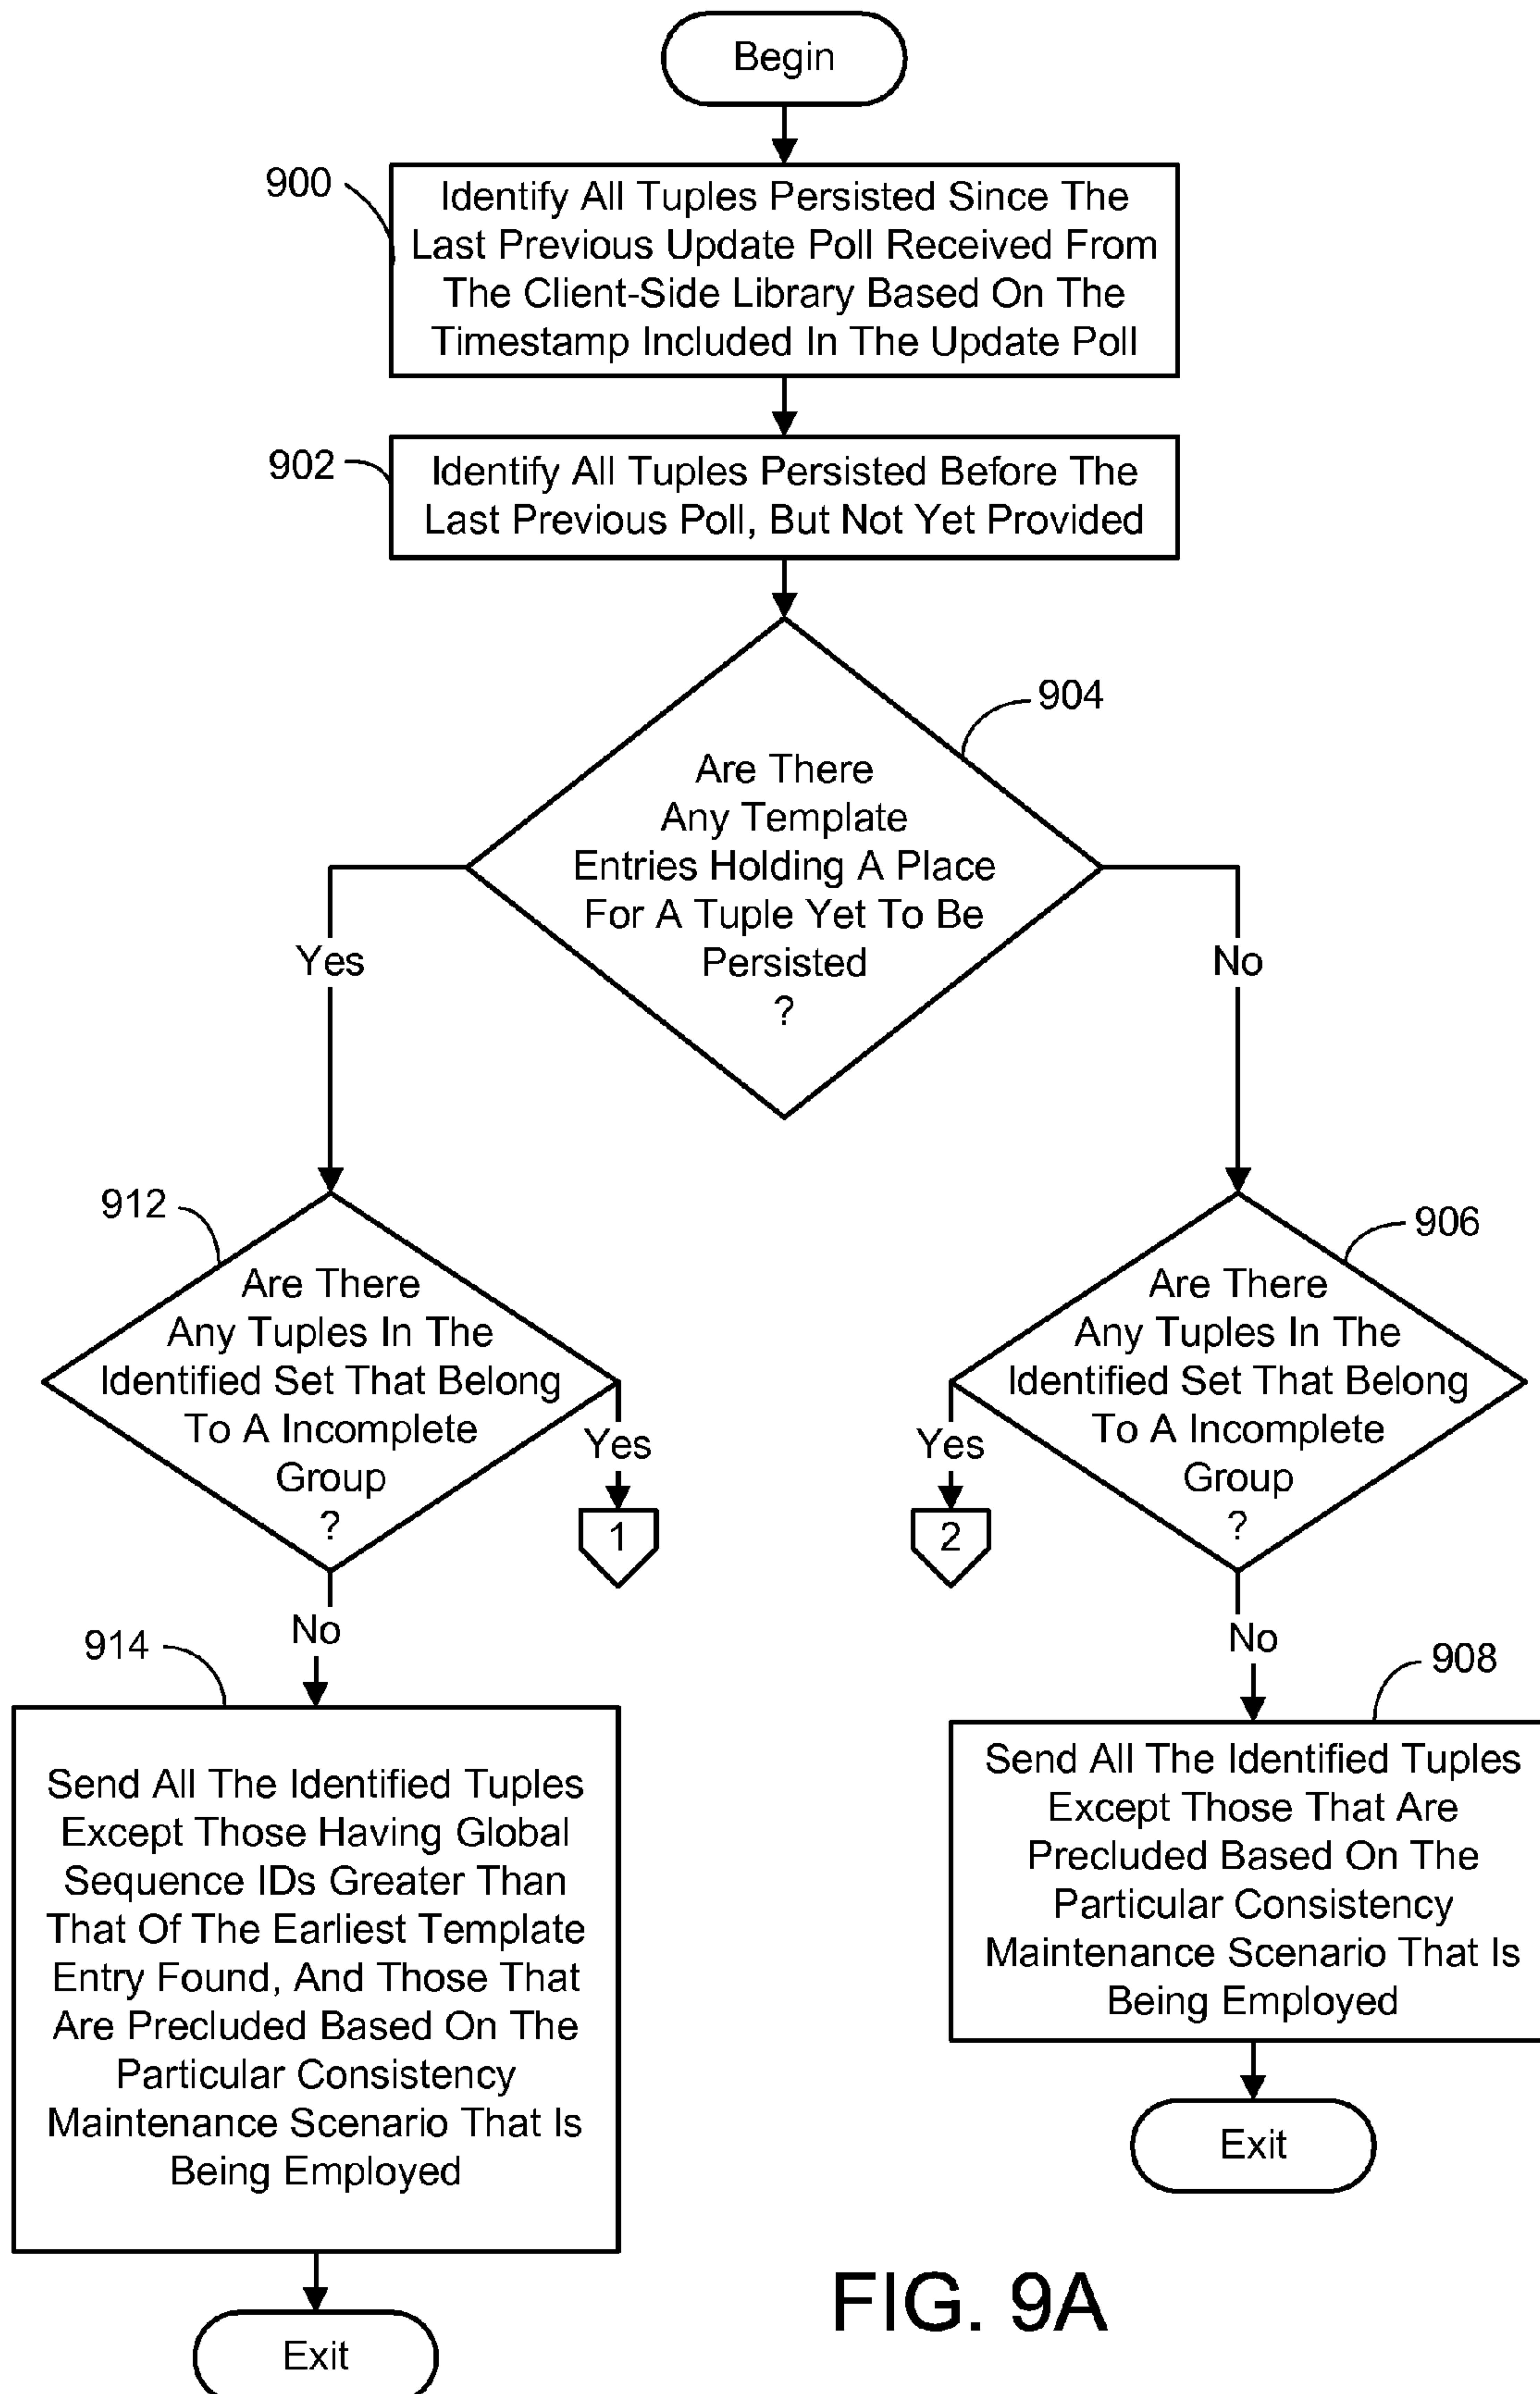 Begin
900
Identify All Tuples Persisted Since The
Last Previous Update Poll Received From
The Client-Side Library Based On The
Timestamp Included In The Update Poll
902
Identify All Tuples Persisted Before The
Last Previous Poll, But Not Yet Provided
904
Are There
Any Template
Entries Holding A Place
For A Tuple Yet To Be
Persisted
?
Yes
No
912
Are There
Any Tuples In The
Identified Set That Belong
To A Incomplete
Group
?
Yes
1
No
906
Are There
Any Tuples In The
Identified Set That Belong
To A Incomplete
Group
?
Yes
2
No
914
Send All The Identified Tuples
Except Those Having Global
Sequence IDs Greater Than
That Of The Earliest Template
Entry Found, And Those That
Are Precluded Based On The
Particular Consistency
Maintenance Scenario That Is
Being Employed
Exit
908
Send All The Identified Tuples
Except Those That Are
Precluded Based On The
Particular Consistency
Maintenance Scenario That Is
Being Employed
Exit
FIG. 9A